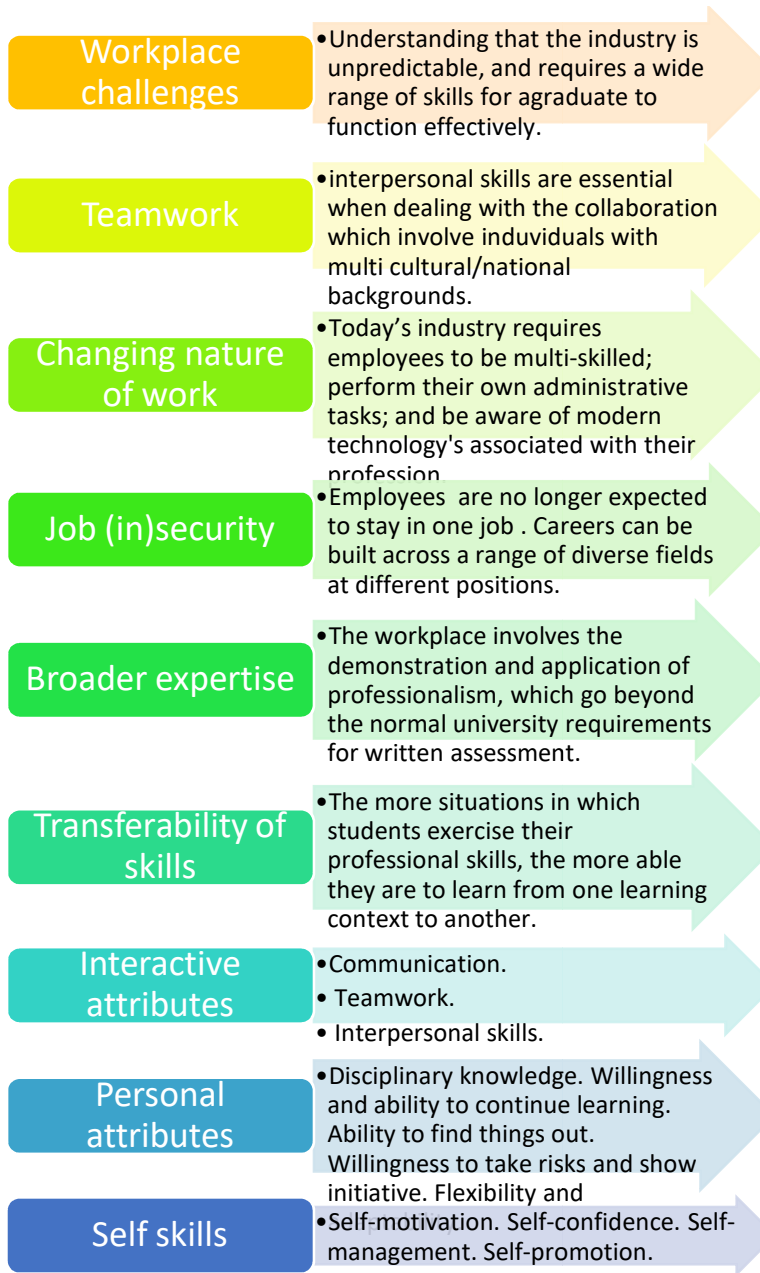 Workplace
challenges
•Understanding that the industry is
unpredictable, and requires a wide
range of skills for agraduate to
function effectively.
Teamwork
•interpersonal skills are essential
when dealing with the collaboration
which involve induviduals with
multi cultural/national
backgrounds.
Changing nature
of work
•Today’s industry requires
employees to be multi-skilled;
perform their own administrative
tasks; and be aware of modern
technology's associated with their
profession.
Job (in)security
•Employees  are no longer expected
to stay in one job . Careers can be
built across a range of diverse fields
at different positions.
Broader expertise
•The workplace involves the
demonstration and application of
professionalism, which go beyond
the normal university requirements
for written assessment.
Transferability of
skills
•The more situations in which
students exercise their
professional skills, the more able
they are to learn from one learning
context to another.
Interactive
attributes
•Communication.
• Teamwork.
• Interpersonal skills.
Personal
attributes
•Disciplinary knowledge. Willingness
and ability to continue learning.
Ability to find things out.
Willingness to take risks and show
initiative. Flexibility and
Self skills
•Self-motivation. Self-confidence. Self-
management. Self-promotion.